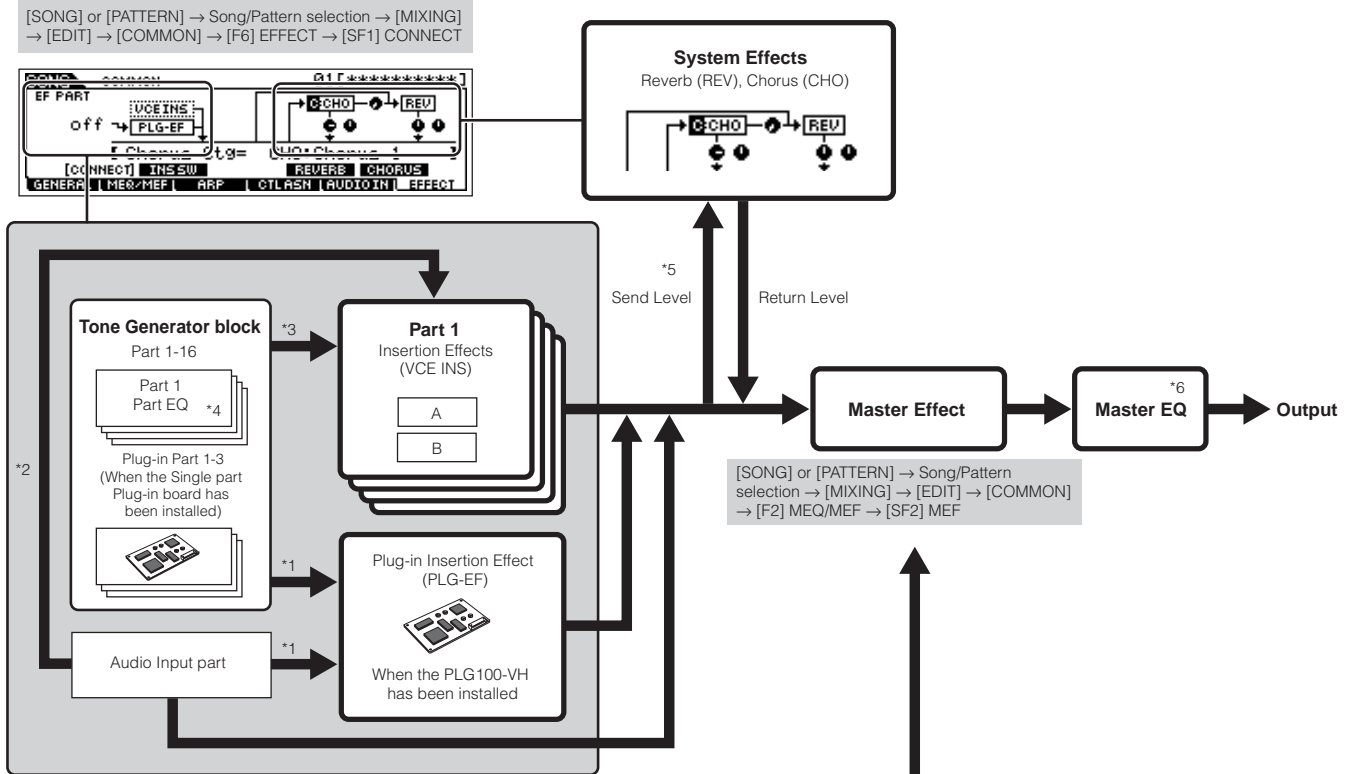 [SONG] or [PATTERN] → Song/Pattern selection → [MIXING]
→ [EDIT] → [COMMON] → [F6] EFFECT → [SF1] CONNECT
COMMON 01[**********]
EF PART
VCE INS
off
PLG-EF
C:CHO
REV
[CONNECT] INS SW REVERB CHORUS
GENERAL MEQ/MEF ARP CTL ASN AUDIO IN EFFECT
System Effects
Reverb (REV), Chorus (CHO)
C:CHO
REV
*5
Send Level
Return Level
Tone Generator block
Part 1-16
Part 1
Part EQ
*4
Plug-in Part 1-3
(When the Single part
Plug-in board has
been installed)
*3
*2
*1
Part 1
Insertion Effects
(VCE INS)
A
B
Plug-in Insertion Effect
(PLG-EF)
When the PLG100-VH
has been installed
Audio Input part
*1
Master Effect
*6
Master EQ
Output
[SONG] or [PATTERN] → Song/Pattern
selection → [MIXING] → [EDIT] → [COMMON]
→ [F2] MEQ/MEF → [SF2] MEF